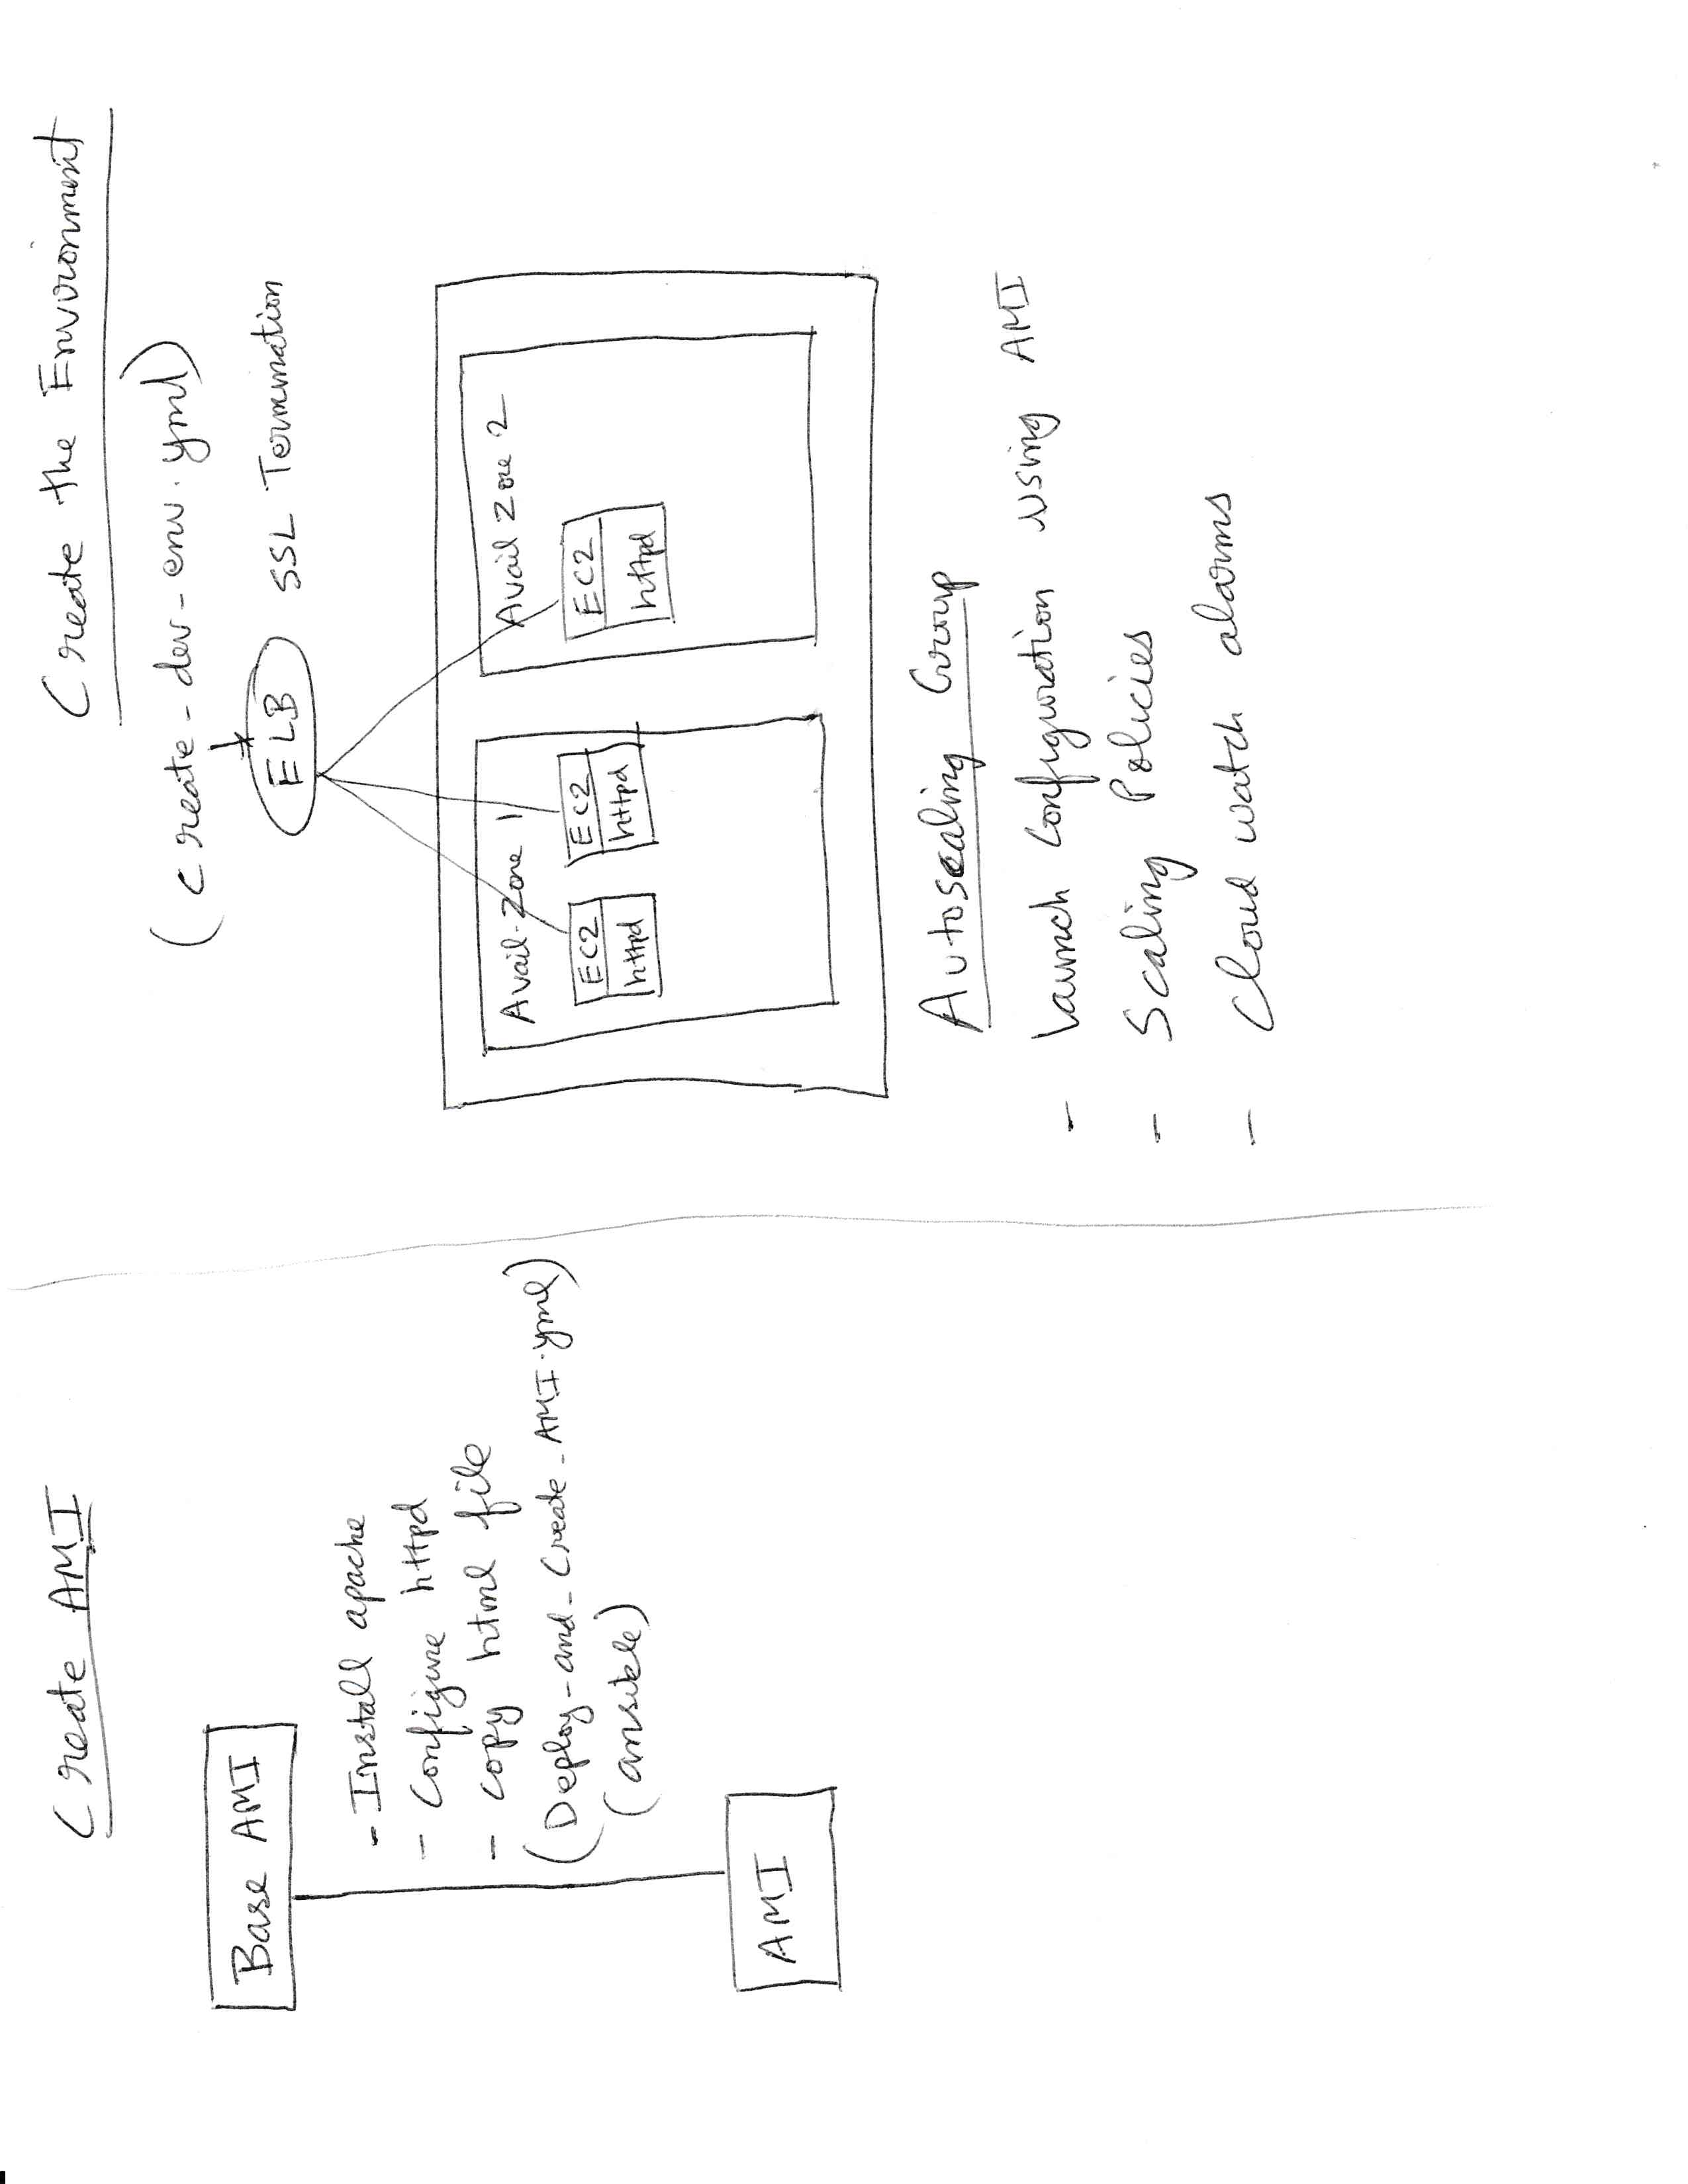 Create AMI
Base AMI
- Install apache
- Configure httpd
- copy html file
(Deploy-and-Create-AMI.yml)
(ansible)
AMI
Create the Environment
(create-dev-env.yml)
ELB
SSL Termination
Avail-Zone 1
EC2
httpd
EC2
httpd
Avail Zone 2
EC2
httpd
Autoscaling Group
- Launch Configuration using AMI
- Scaling Policies
- Cloud watch alarms